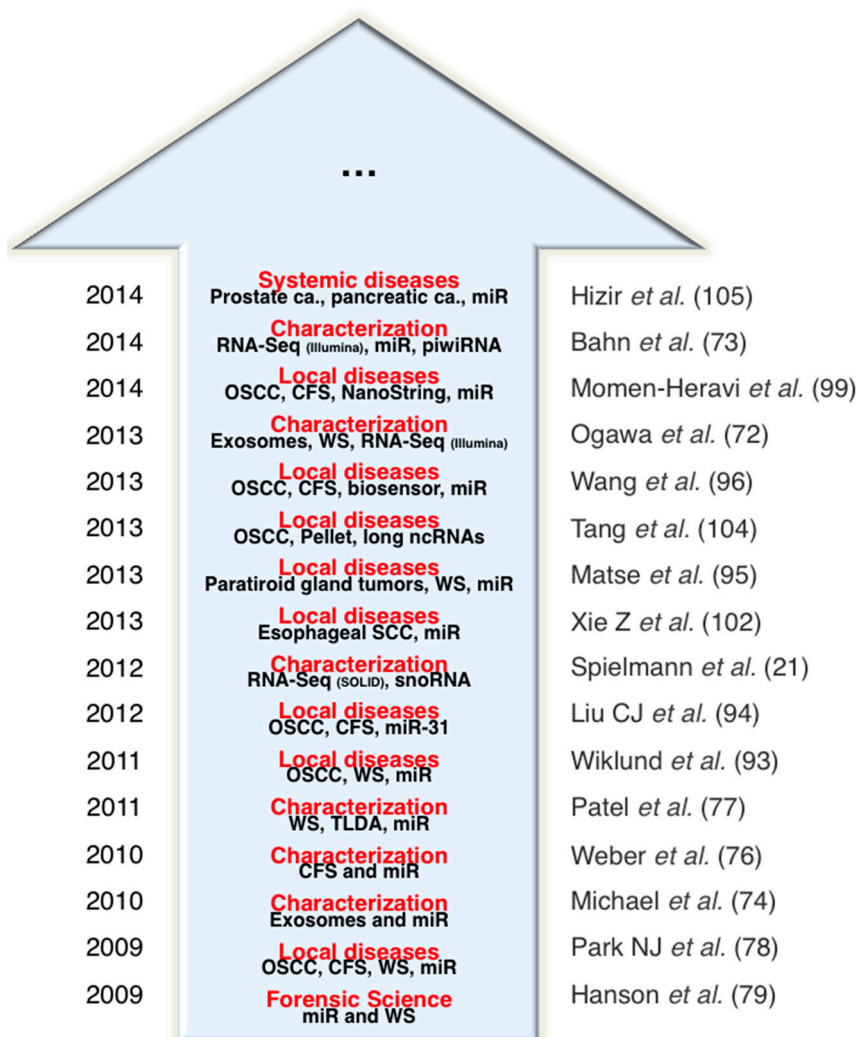 ...
Systemic diseases
2014 Prostate ca., pancreatic ca., miR Hizir et al. (105)
Characterization
2014 RNA-Seq (Illumina), miR, piwiRNA Bahn et al. (73)
Local diseases
2014 OSCC, CFS, NanoString, miR Momen-Heravi et al. (99)
Characterization
2013 Exosomes, WS, RNA-Seq (Illumina) Ogawa et al. (72)
Local diseases
2013 OSCC, CFS, biosensor, miR Wang et al. (96)
Local diseases
2013 OSCC, Pellet, long ncRNAs Tang et al. (104)
Local diseases
2013 Paratiroid gland tumors, WS, miR Matse et al. (95)
Local diseases
2013 Esophageal SCC, miR Xie Z et al. (102)
Characterization
2012 RNA-Seq (SOLID), snoRNA Spielmann et al. (21)
Local diseases
2012 OSCC, CFS, miR-31 Liu CJ et al. (94)
Local diseases
2011 OSCC, WS, miR Wiklund et al. (93)
Characterization
2011 WS, TLDA, miR Patel et al. (77)
Characterization
2010 CFS and miR Weber et al. (76)
Characterization
2010 Exosomes and miR Michael et al. (74)
Local diseases
2009 OSCC, CFS, WS, miR Park NJ et al. (78)
Forensic Science
2009 miR and WS Hanson et al. (79)